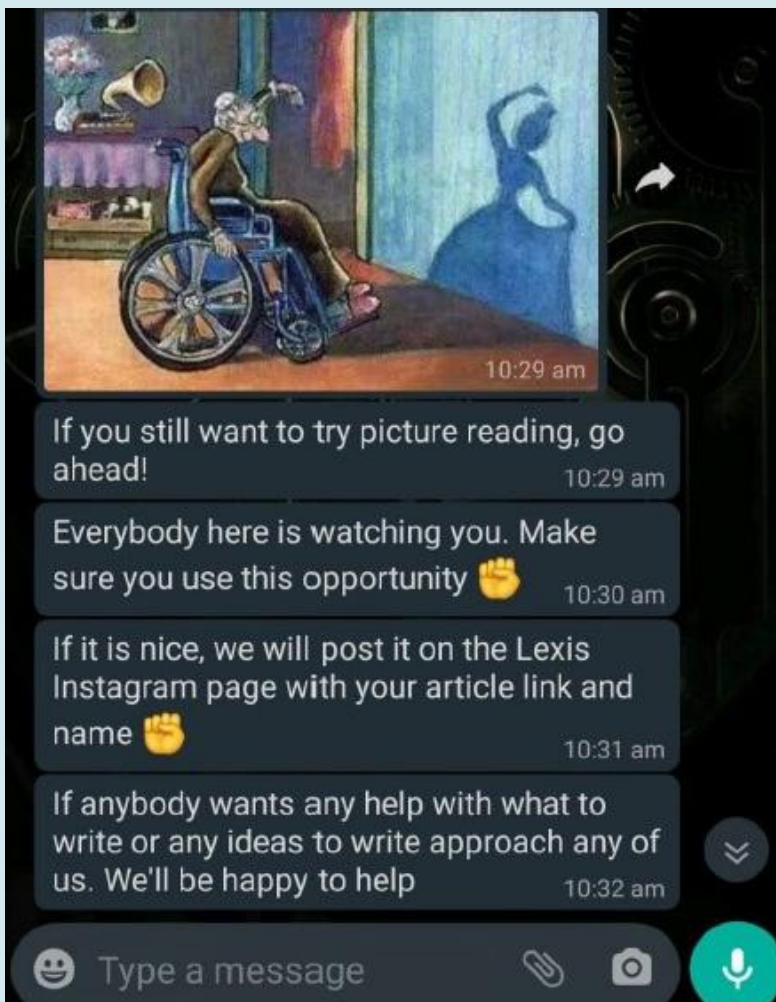 10:29 am
If you still want to try picture reading, go
ahead!
10:29 am
Everybody here is watching you. Make
sure you use this opportunity ✊
10:30 am
If it is nice, we will post it on the Lexis
Instagram page with your article link and
name ✊
10:31 am
If anybody wants any help with what to
write or any ideas to write approach any of
us. We'll be happy to help
10:32 am
Type a message